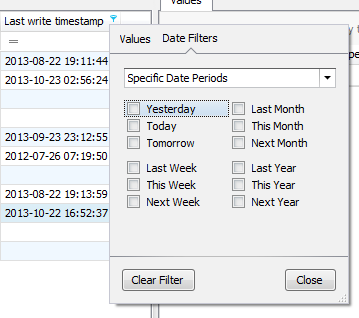 Values
Last write timestamp
=
Values Date Filters
2013-08-22 19:11:44
2013-10-23 02:56:24
Specific Date Periods
Yesterday Last Month
Today This Month
2013-09-23 23:12:55
Tomorrow Next Month
2012-07-26 07:19:50
Last Week Last Year
2013-08-22 19:13:59
This Week This Year
2013-10-22 16:52:37
Next Week Next Year
Clear Filter Close